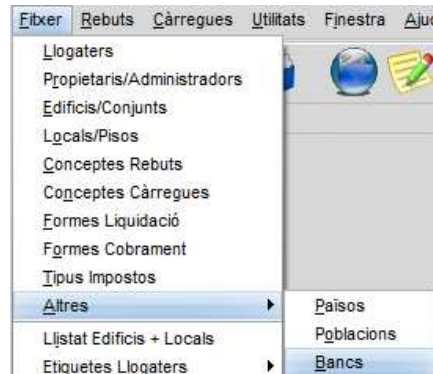 Fitxer Rebuts Càrregues Utilitats Finestra
Llogaters
Propietaris/Administradors
Edificis/Conjunts
Locals/Pisos
Conceptes Rebuts
Conceptes Càrregues
Formes Liquidació
Formes Cobrament
Tipus Impostos
Altres
Països
Poblacions
Llistat Edificis + Locals
Etiquetes Llogaters
Bancs